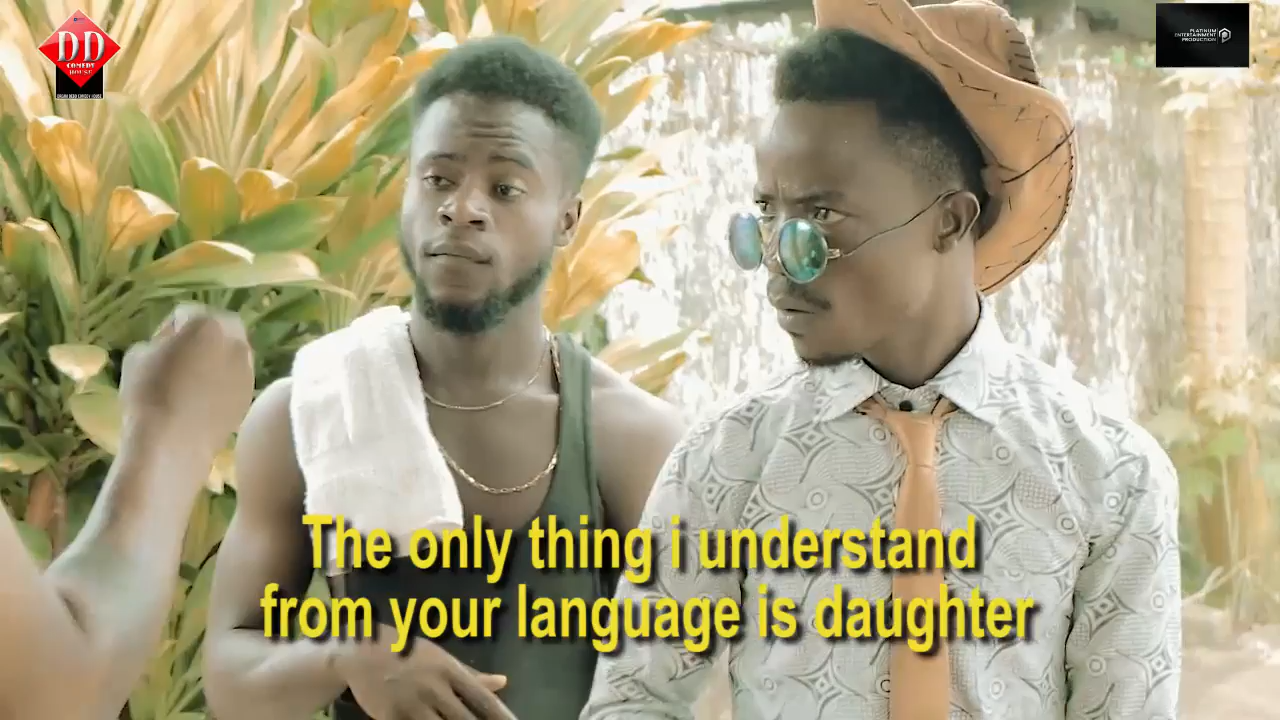 DD
COMEDY
HOUSE
PLATINUM
ENTERTAINMENT
PRODUCTION
The only thing i understand
from your language is daughter